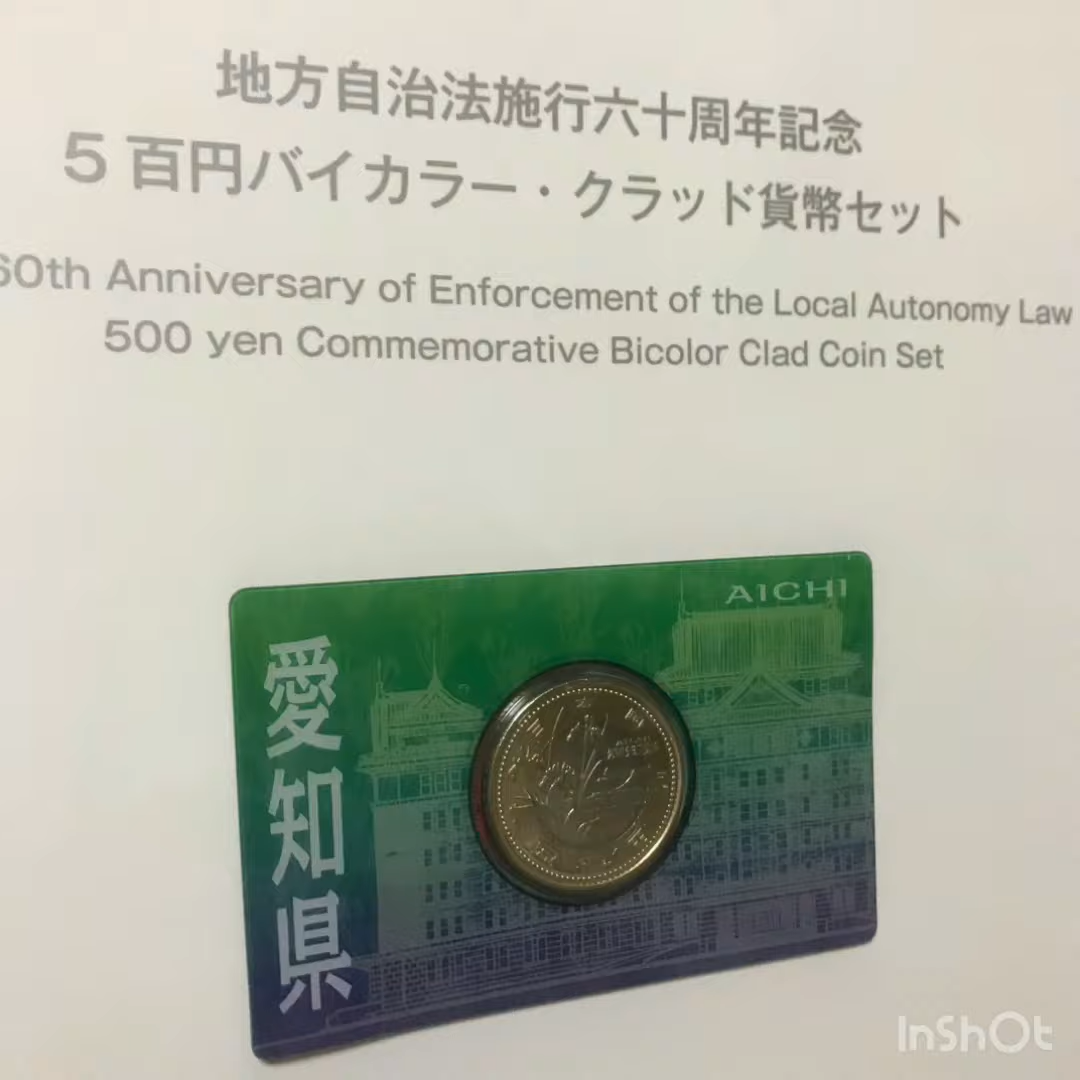 地方自治法施行六十周年記念
5百円バイカラー・クラッド貨幣セット
60th Anniversary of Enforcement of the Local Autonomy Law
500 yen Commemorative Bicolor Clad Coin Set
AICHI
愛知県
InShOt